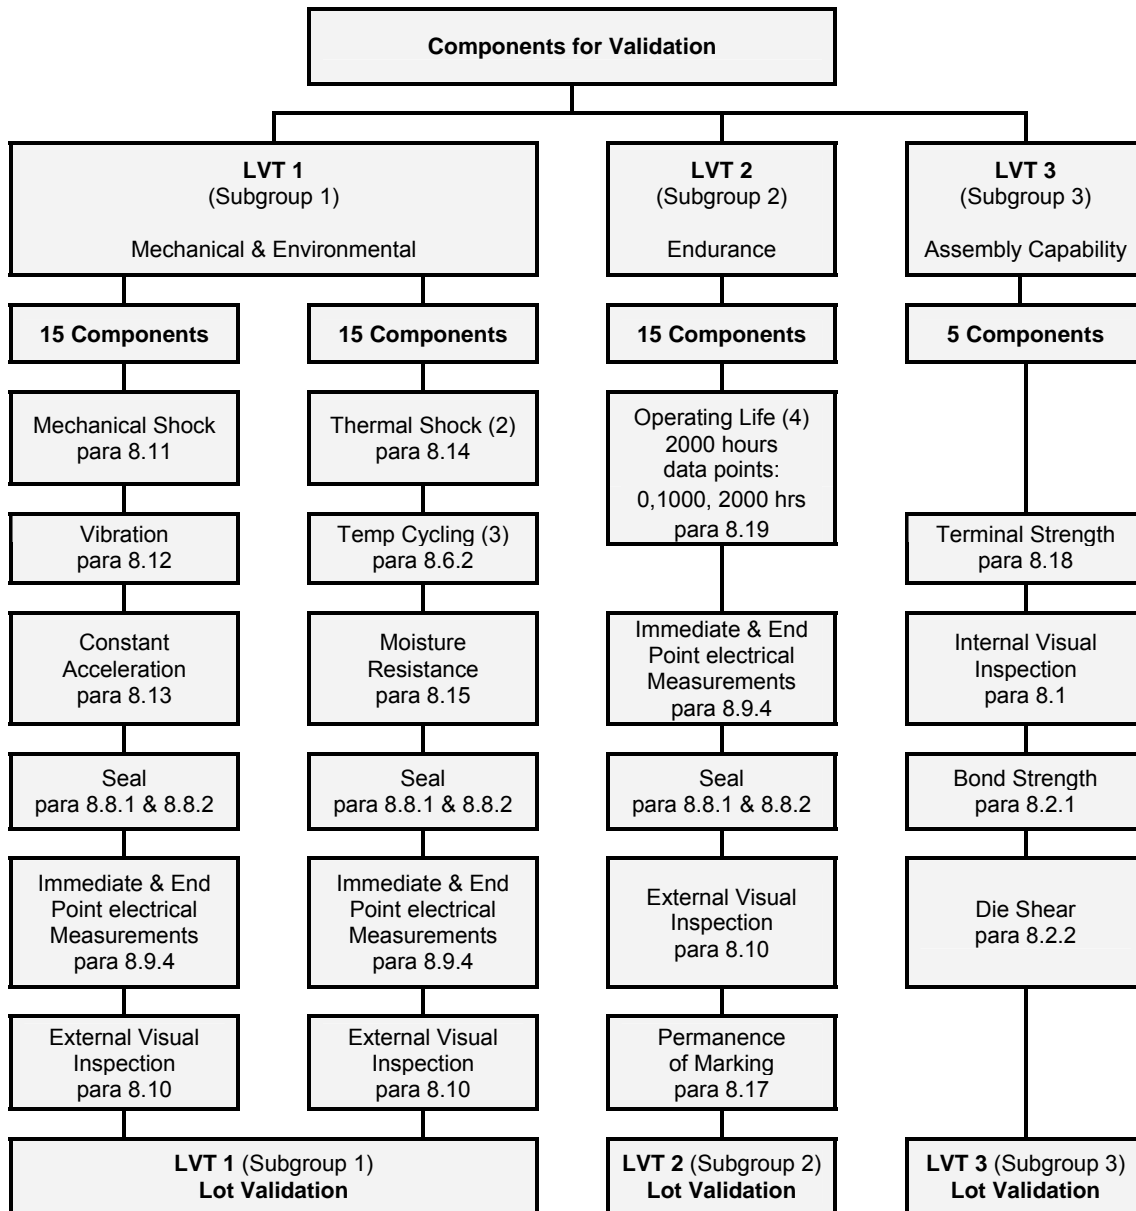 Components for Validation
LVT 1
(Subgroup 1)
Mechanical & Environmental
LVT 2
(Subgroup 2)
Endurance
LVT 3
(Subgroup 3)
Assembly Capability
15 Components
15 Components
15 Components
5 Components
Mechanical Shock
para 8.11
Thermal Shock (2)
para 8.14
Operating Life (4)
2000 hours
data points:
0,1000, 2000 hrs
para 8.19
Vibration
para 8.12
Temp Cycling (3)
para 8.6.2
Terminal Strength
para 8.18
Constant
Acceleration
para 8.13
Moisture
Resistance
para 8.15
Immediate & End
Point electrical
Measurements
para 8.9.4
Internal Visual
Inspection
para 8.1
Seal
para 8.8.1 & 8.8.2
Seal
para 8.8.1 & 8.8.2
Seal
para 8.8.1 & 8.8.2
Bond Strength
para 8.2.1
Immediate & End
Point electrical
Measurements
para 8.9.4
Immediate & End
Point electrical
Measurements
para 8.9.4
External Visual
Inspection
para 8.10
Die Shear
para 8.2.2
External Visual
Inspection
para 8.10
External Visual
Inspection
para 8.10
Permanence
of Marking
para 8.17
LVT 1 (Subgroup 1)
Lot Validation
LVT 2 (Subgroup 2)
Lot Validation
LVT 3 (Subgroup 3)
Lot Validation